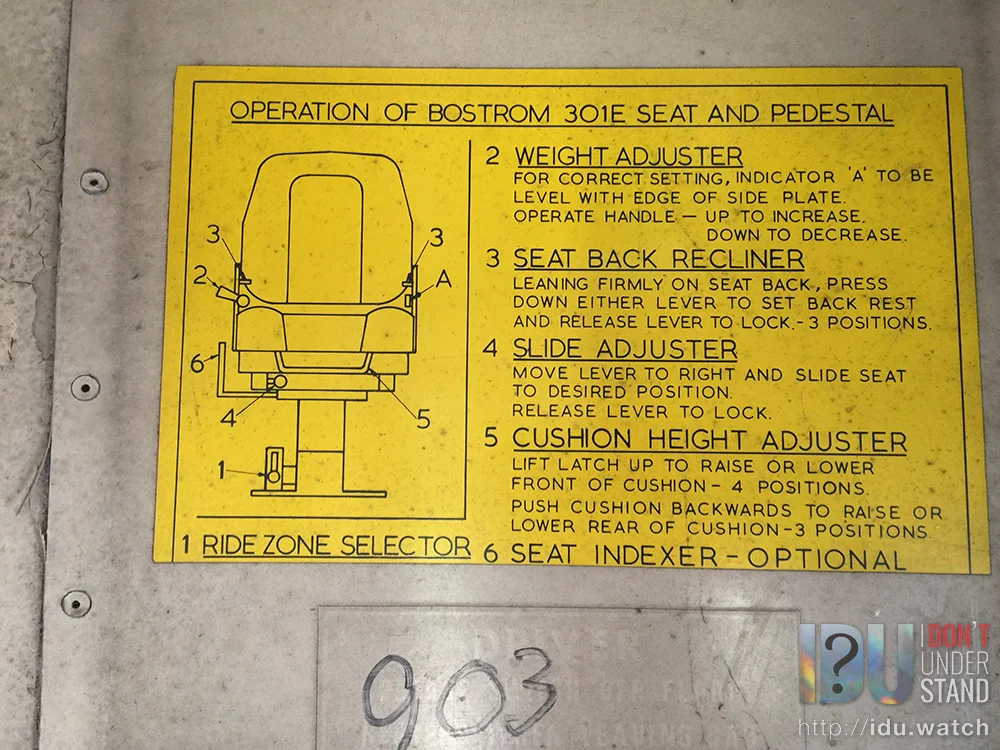 OPERATION OF BOSTROM 301E SEAT AND PEDESTAL
3
3
2
A
6
4
5
1
1 RIDE ZONE SELECTOR
2 WEIGHT ADJUSTER
FOR CORRECT SETTING, INDICATOR 'A' TO BE
LEVEL WITH EDGE OF SIDE PLATE.
OPERATE HANDLE — UP TO INCREASE.
DOWN TO DECREASE.
3 SEAT BACK RECLINER
LEANING FIRMLY ON SEAT BACK, PRESS
DOWN EITHER LEVER TO SET BACK REST
AND RELEASE LEVER TO LOCK.-3 POSITIONS.
4 SLIDE ADJUSTER
MOVE LEVER TO RIGHT AND SLIDE SEAT
TO DESIRED POSITION.
RELEASE LEVER TO LOCK.
5 CUSHION HEIGHT ADJUSTER
LIFT LATCH UP TO RAISE OR LOWER
FRONT OF CUSHION- 4 POSITIONS.
PUSH CUSHION BACKWARDS TO RAISE OR
LOWER REAR OF CUSHION-3 POSITIONS.
6 SEAT INDEXER-OPTIONAL
903
IDU I DON'T
UNDER
STAND
http://idu.watch